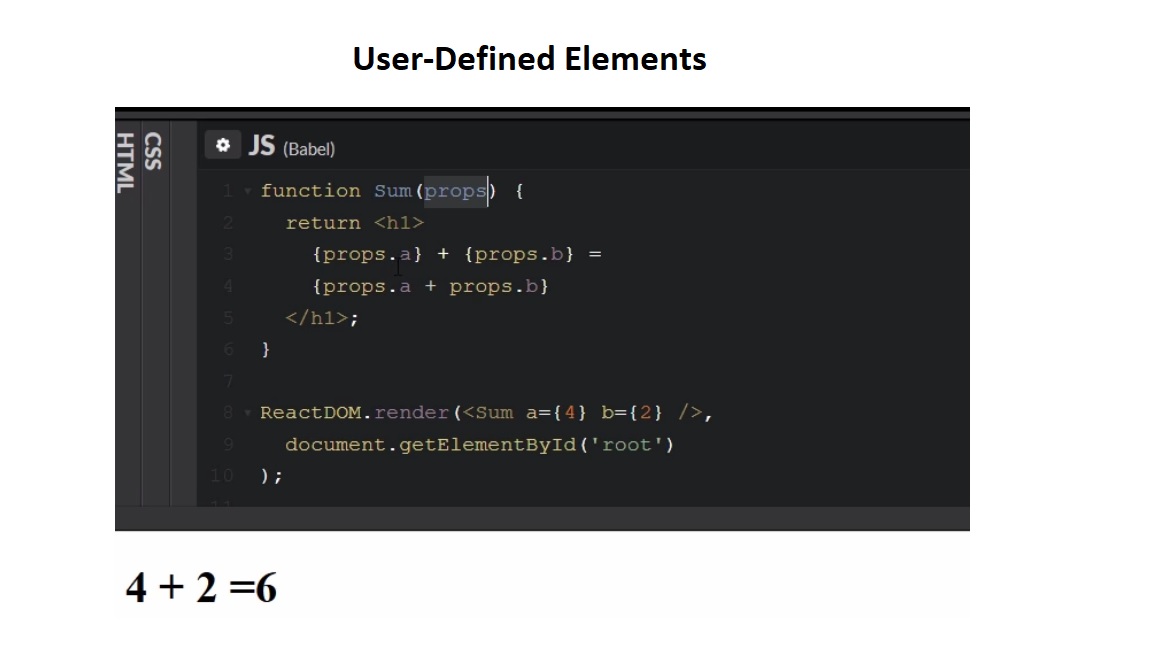 User-Defined Elements
CSS
HTML
JS (Babel)
1 function Sum(props) {
2 return <h1>
3 {props.a} + {props.b} =
4 {props.a + props.b}
5 </h1>;
6 }
7
8 ReactDOM.render(<Sum a={4} b={2} />,
9 document.getElementById('root')
10 );
4 + 2 =6